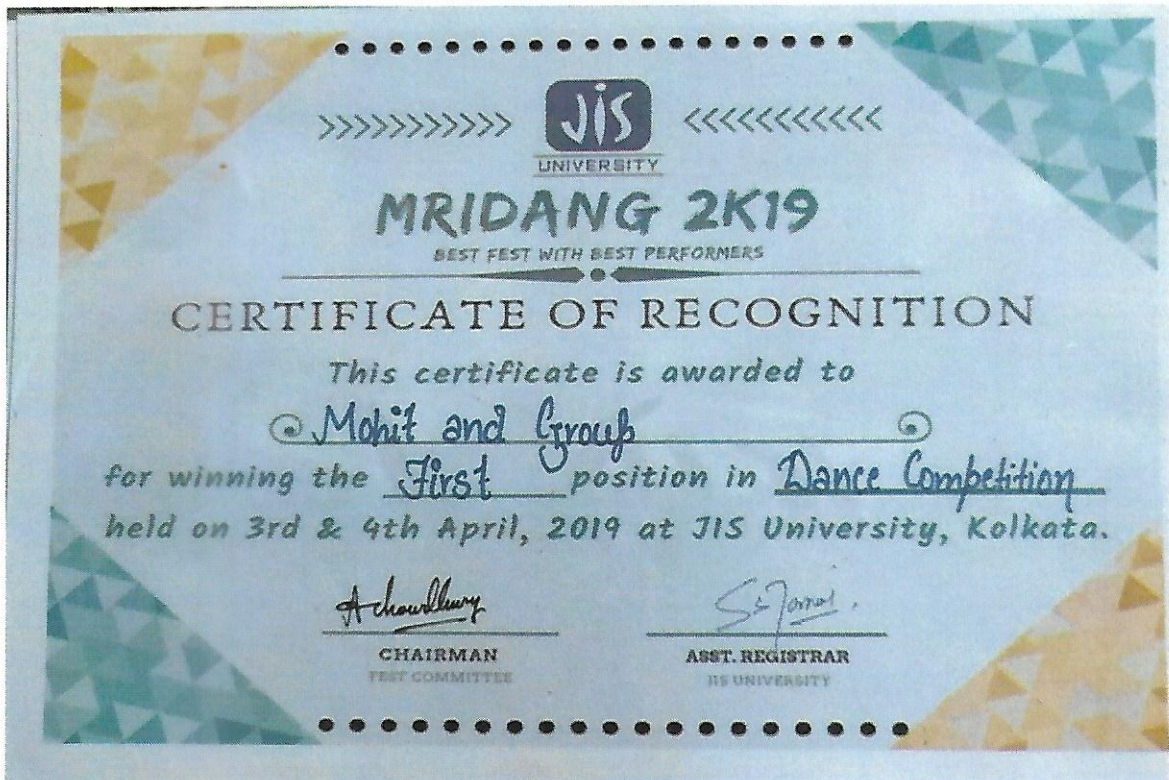 JIS
UNIVERSITY
MRIDANG 2K19
BEST FEST WITH BEST PERFORMERS
CERTIFICATE OF RECOGNITION
This certificate is awarded to
Mohit and Group
for winning the First position in Dance Competition
held on 3rd & 4th April, 2019 at JIS University, Kolkata.
AChowdhury
CHAIRMAN ASST. REGISTRAR
FEST COMMITTEE JIS UNIVERSITY